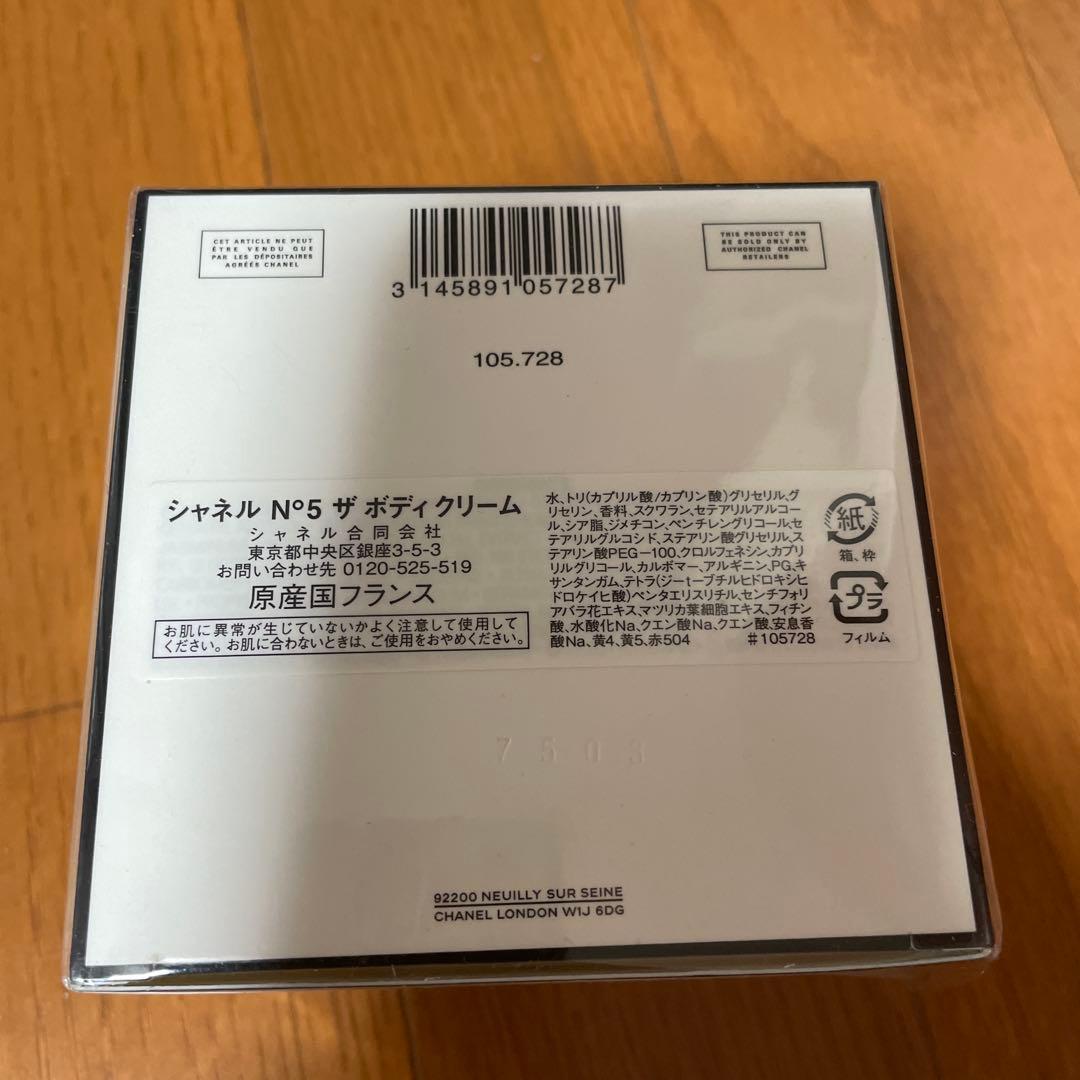 CET ARTICLE NE PEUT
ÊTRE VENDU QUE
PAR LES DÉPOSITAIRES
AGRÉÉS CHANEL
3 145891 057287
THIS PRODUCT CAN
BE SOLD ONLY BY
AUTHORIZED CHANEL
RETAILERS
105.728
シャネル N°5 ザ ボディ クリーム
シャネル合同会社
東京都中央区銀座3-5-3
お問い合わせ先 0120-525-519
原産国フランス
お肌に異常が生じていないかよく注意して使用して
ください。お肌に合わないときは、ご使用をおやめください。
水、トリ(カプリル酸/カプリン酸)グリセリル、グ
リセリン、香料、スクワラン、セテアリルアルコー
ル、シア脂、ジメチコン、ペンチレングリコール、セ
テアリルグルコシド、ステアリン酸グリセリル、ス
テアリン酸PEG-100、クロルフェネシン、カプリ
リルグリコール、カルボマー、アルギニン、PG、キ
サンタンガム、テトラ(ジーt-ブチルヒドロキシヒ
ドロケイヒ酸)ペンタエリスリチル、センチフォリ
アバラ花エキス、マツリカ葉細胞エキス、フィチン
酸、水酸化Na、クエン酸Na、クエン酸、安息香
酸Na、黄4、黄5、赤504
#105728
紙
箱、枠
プラ
フィルム
7503
92200 NEUILLY SUR SEINE
CHANEL LONDON W1J 6DG